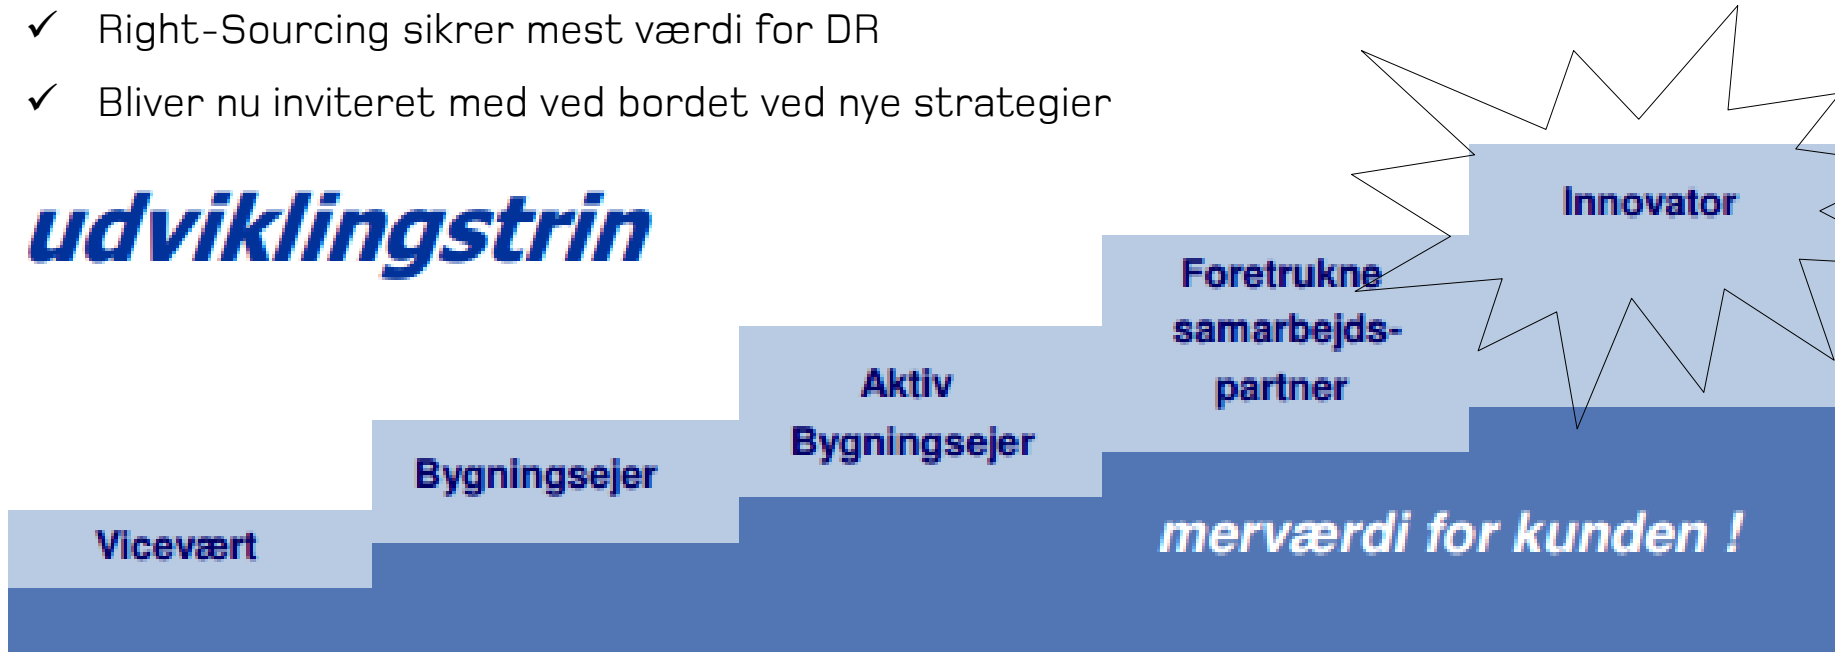 ✓ Right-Sourcing sikrer mest værdi for DR
✓ Bliver nu inviteret med ved bordet ved nye strategier
udviklingstrin
Innovator
Foretrukne
samarbejds-
partner
Aktiv
Bygningsejer
Bygningsejer
Vicevært
merværdi for kunden !